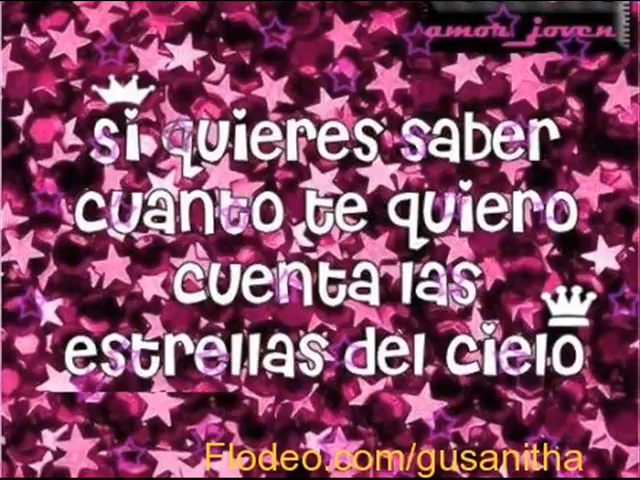 amor_joven
si quieres saber
cuanto te quiero
cuenta las
estrellas del cielo
Flodeo.com/gusanitha